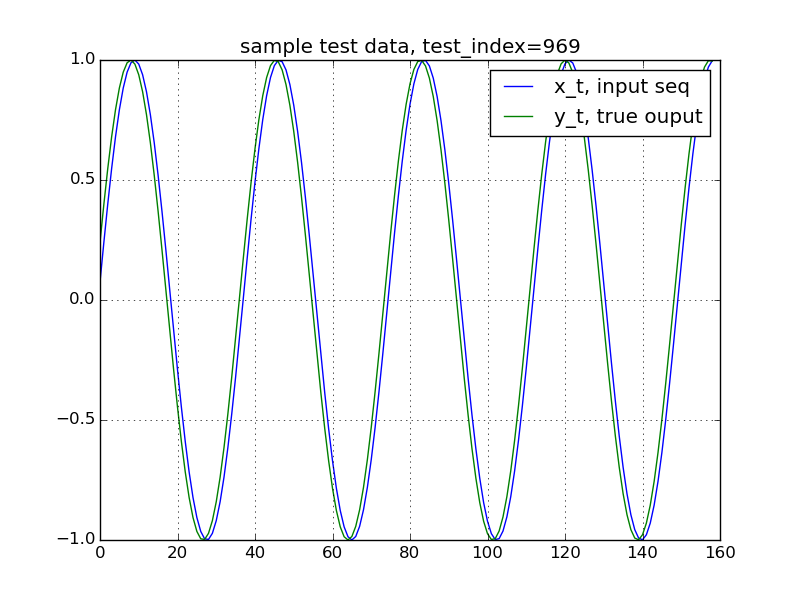 sample test data, test_index=969
x_t, input seq
y_t, true ouput
1.0
0.5
0.0
−0.5
−1.0
0 20 40 60 80 100 120 140 160